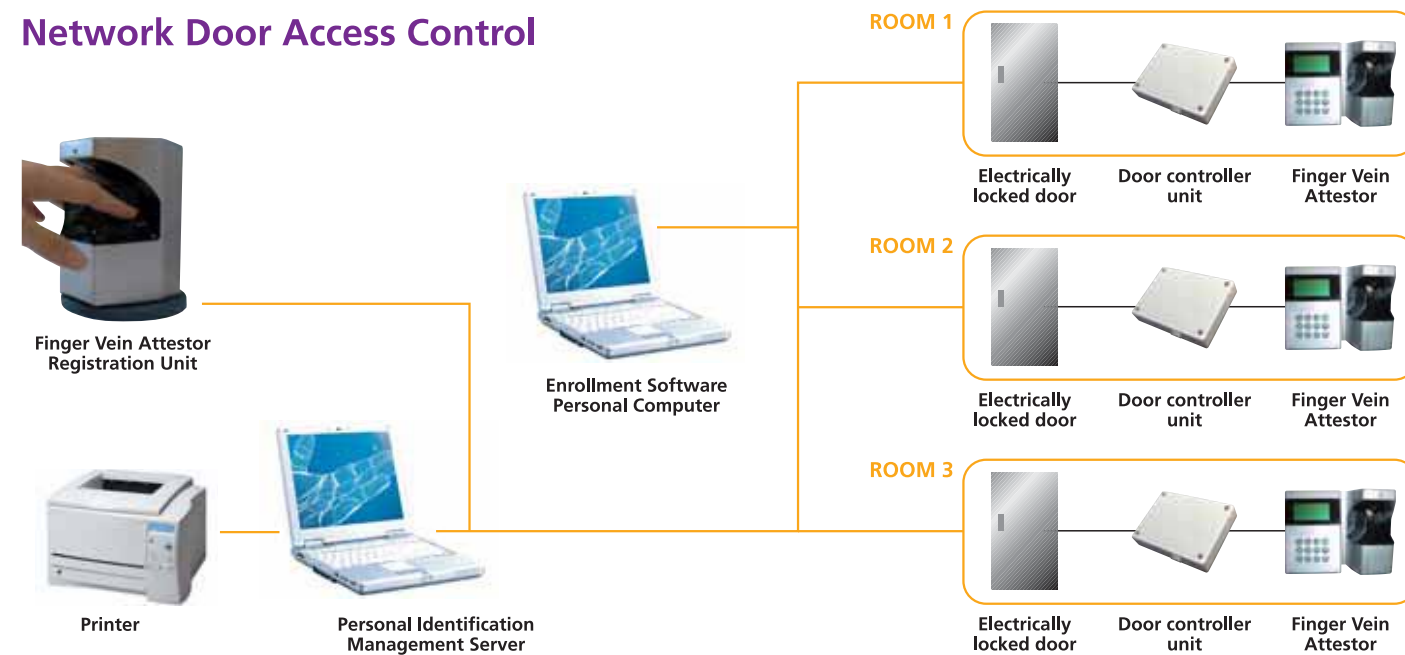 Network Door Access Control
ROOM 1
Electrically
locked door
Door controller
unit
Finger Vein
Attestor
Finger Vein Attestor
Registration Unit
Enrollment Software
Personal Computer
ROOM 2
Electrically
locked door
Door controller
unit
Finger Vein
Attestor
Printer
Personal Identification
Management Server
ROOM 3
Electrically
locked door
Door controller
unit
Finger Vein
Attestor